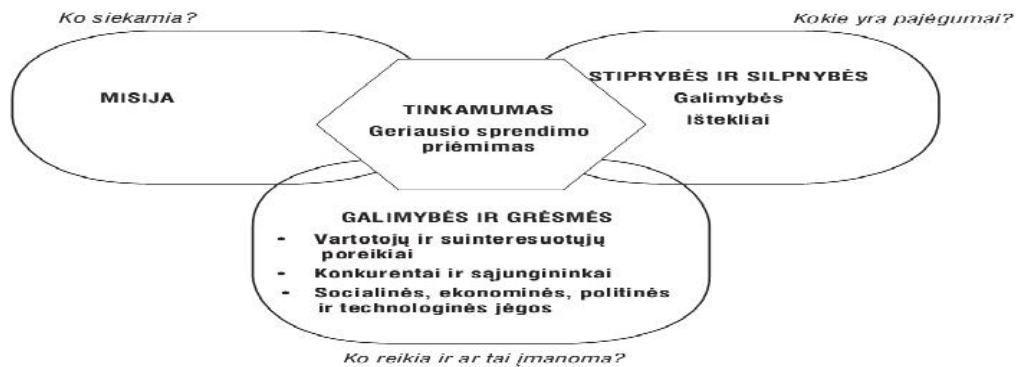 Ko siekiama?
Kokie yra pajėgumai?
MISIJA
TINKAMUMAS
Geriausio sprendimo
priėmimas
STIPRYBĖS IR SILPNYBĖS
Galimybės
Ištekliai
GALIMYBĖS IR GRĖSMĖS
- Vartotojų ir suinteresuotųjų
poreikiai
- Konkurentai ir sąjungininkai
- Socialinės, ekonominės, politinės
ir technologinės jėgos
Ko reikia ir ar tai įmanoma?